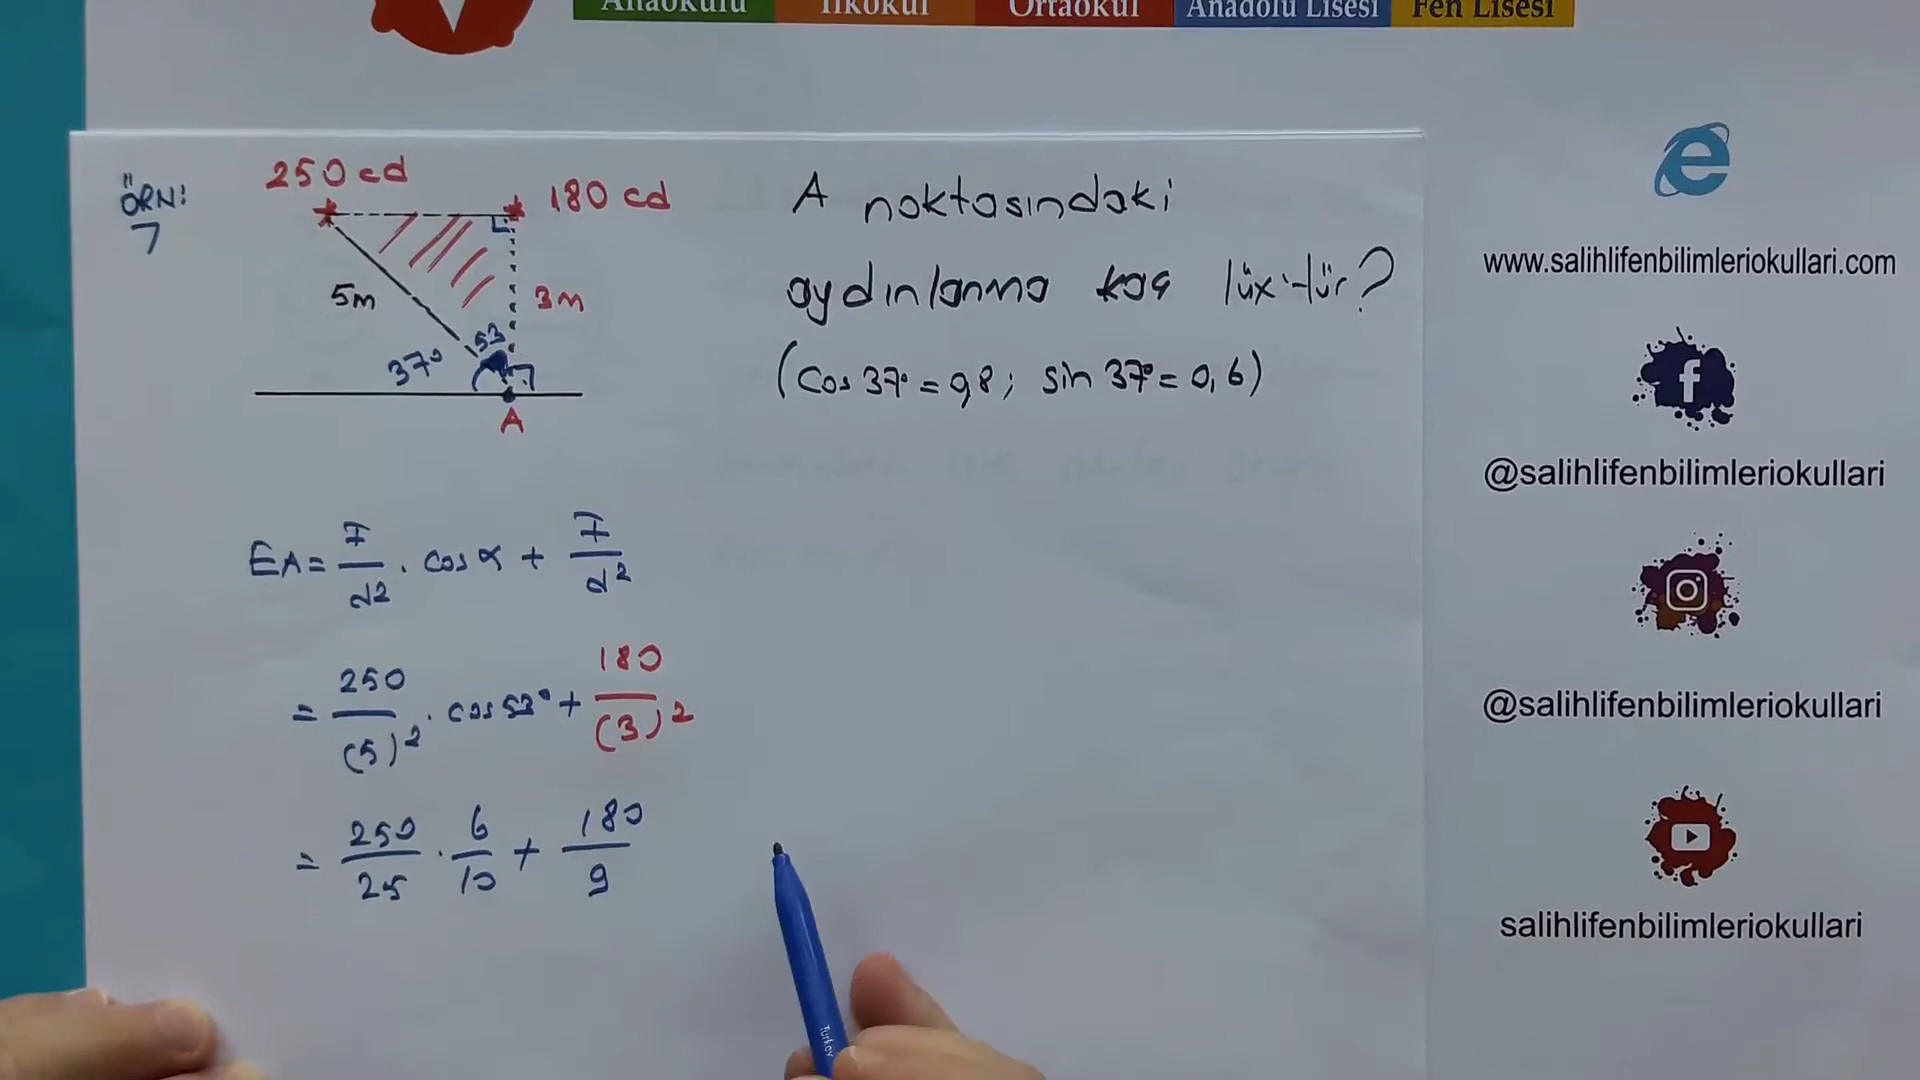 Anaokulu İlkokul Ortaokul Anadolu Lisesi Fen Lisesi
ÖRN:
7
250 cd
180 cd
5m
3m
53
37°
A
A noktasındaki
aydınlanma kaç lüx'tür?
(cos 37° = 0,8; sin 37° = 0,6)
EA = I/d² . cos α + I/d²
= 250/(5)² . cos 53° + 180/(3)²
= 250/25 . 6/10 + 180/9
www.salihlifenbilimleriokullari.com
@salihlifenbilimleriokullari
@salihlifenbilimleriokullari
salihlifenbilimleriokullari
Turkey